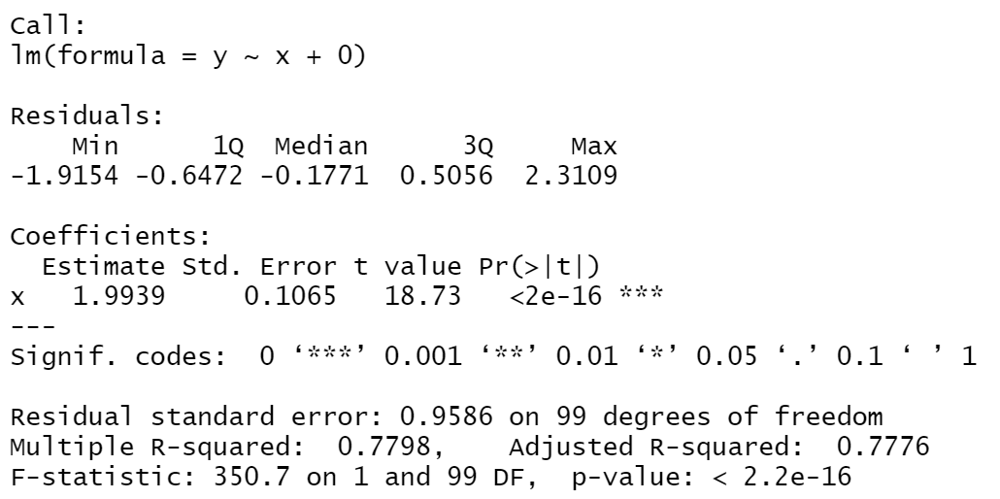 Call:
lm(formula = y ~ x + 0)

Residuals:
    Min      1Q  Median      3Q     Max
-1.9154 -0.6472 -0.1771  0.5056  2.3109

Coefficients:
  Estimate Std. Error t value Pr(>|t|)
x   1.9939     0.1065   18.73   <2e-16 ***
---
Signif. codes:  0 ‘***’ 0.001 ‘**’ 0.01 ‘*’ 0.05 ‘.’ 0.1 ‘ ’ 1

Residual standard error: 0.9586 on 99 degrees of freedom
Multiple R-squared:  0.7798,    Adjusted R-squared:  0.7776
F-statistic: 350.7 on 1 and 99 DF,  p-value: < 2.2e-16